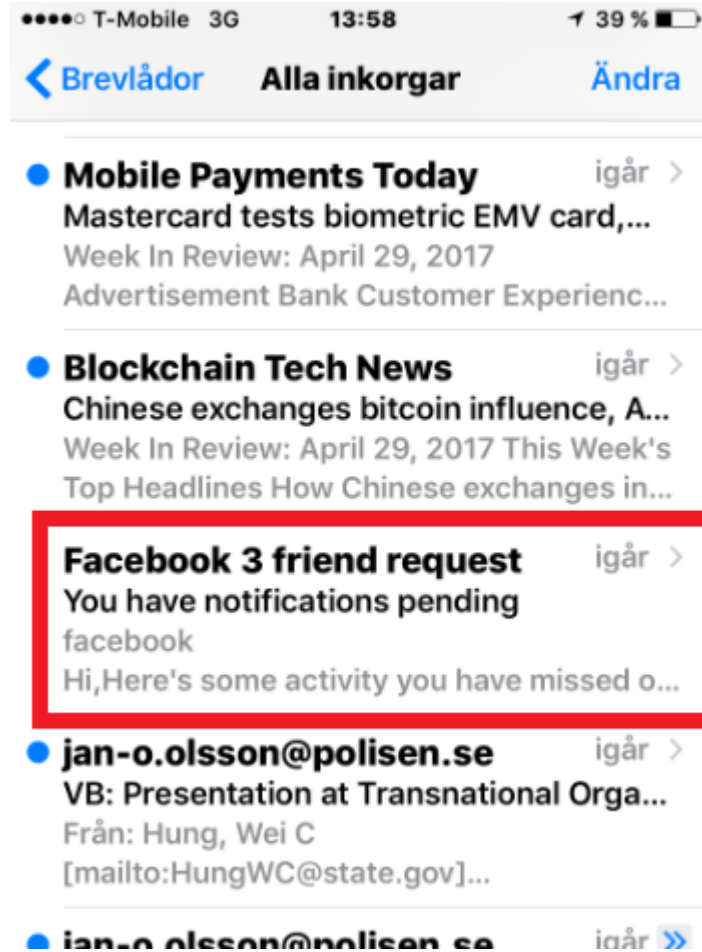 T-Mobile 3G 13:58 39 %
Brevlådor Alla inkorgar Ändra
Mobile Payments Today igår
Mastercard tests biometric EMV card,...
Week In Review: April 29, 2017
Advertisement Bank Customer Experienc...
Blockchain Tech News igår
Chinese exchanges bitcoin influence, A...
Week In Review: April 29, 2017 This Week's
Top Headlines How Chinese exchanges in...
Facebook 3 friend request igår
You have notifications pending
facebook
Hi,Here's some activity you have missed o...
jan-o.olsson@polisen.se igår
VB: Presentation at Transnational Orga...
Från: Hung, Wei C
[mailto:HungWC@state.gov]...
jan-o.olsson@polisen.se igår